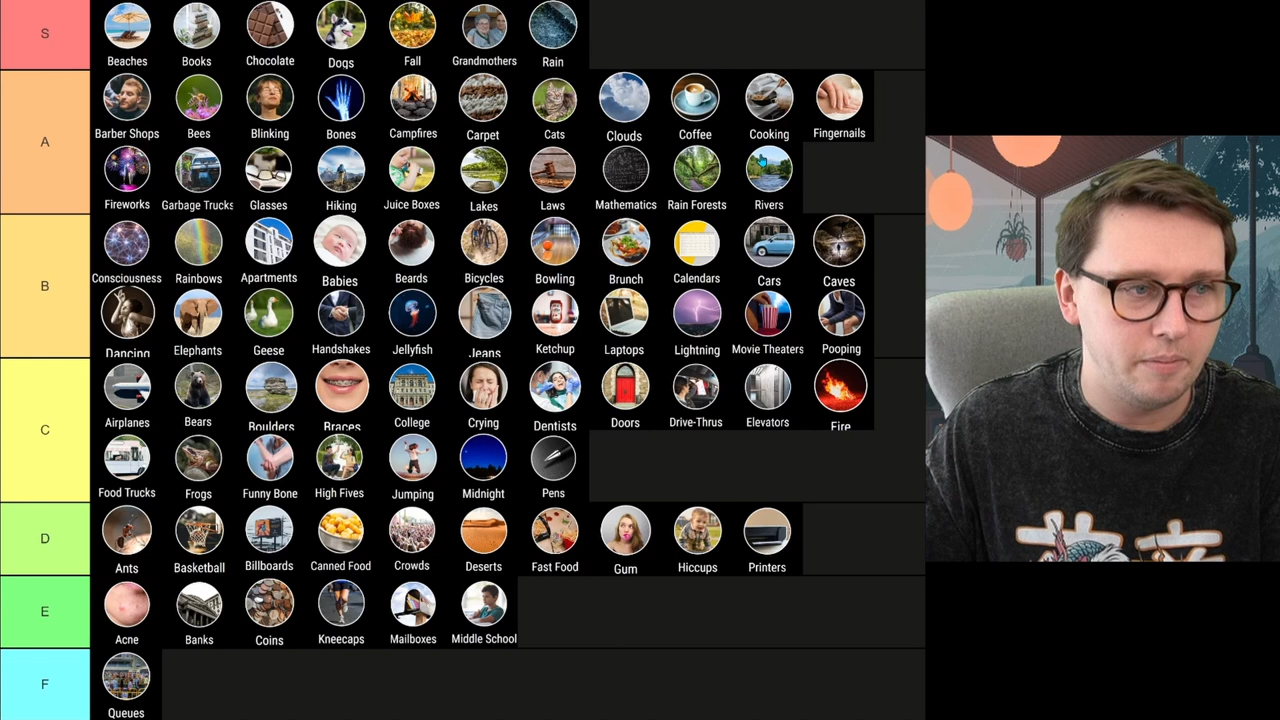 S
Beaches Books Chocolate Dogs Fall Grandmothers Rain
A
Barber Shops Bees Blinking Bones Campfires Carpet Cats Clouds Coffee Cooking Fingernails
Fireworks Garbage Trucks Glasses Hiking Juice Boxes Lakes Laws Mathematics Rain Forests Rivers
B
Consciousness Rainbows Apartments Babies Beards Bicycles Bowling Brunch Calendars Cars Caves
Dancing Elephants Geese Handshakes Jellyfish Jeans Ketchup Laptops Lightning Movie Theaters Pooping
C
Airplanes Bears Boulders Braces College Crying Dentists Doors Drive-Thrus Elevators Fire
Food Trucks Frogs Funny Bone High Fives Jumping Midnight Pens
D
Ants Basketball Billboards Canned Food Crowds Deserts Fast Food Gum Hiccups Printers
E
Acne Banks Coins Kneecaps Mailboxes Middle School
F
Queues